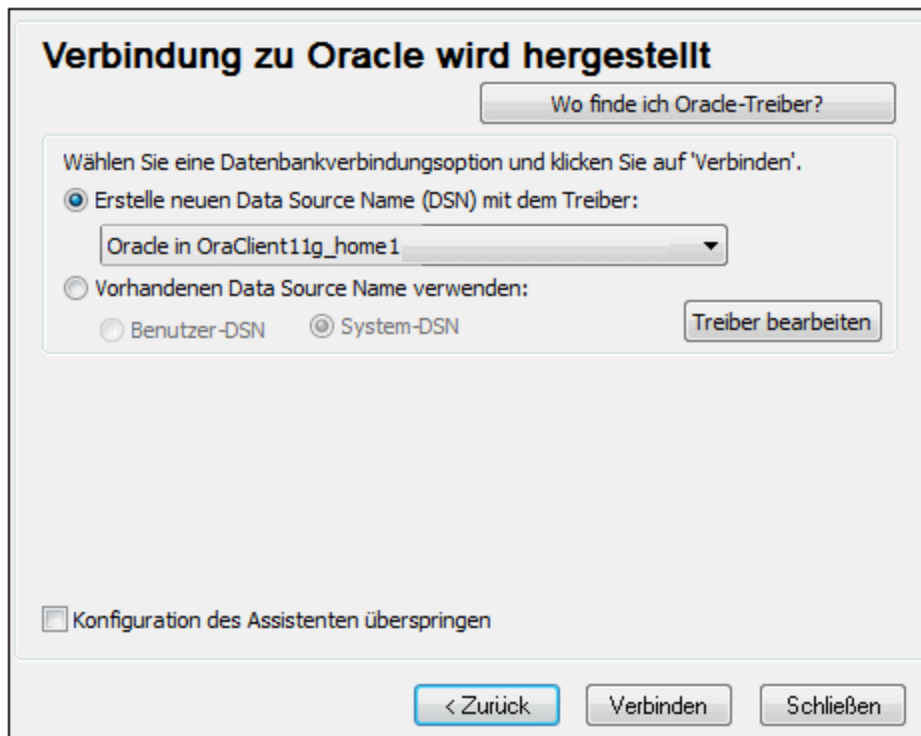 Verbindung zu Oracle wird hergestellt
Wo finde ich Oracle-Treiber?
Wählen Sie eine Datenbankverbindungsoption und klicken Sie auf 'Verbinden'.
Erstelle neuen Data Source Name (DSN) mit dem Treiber:
Oracle in OraClient11g_home1
Vorhandenen Data Source Name verwenden:
Benutzer-DSN System-DSN Treiber bearbeiten
Konfiguration des Assistenten überspringen
< Zurück Verbinden Schließen